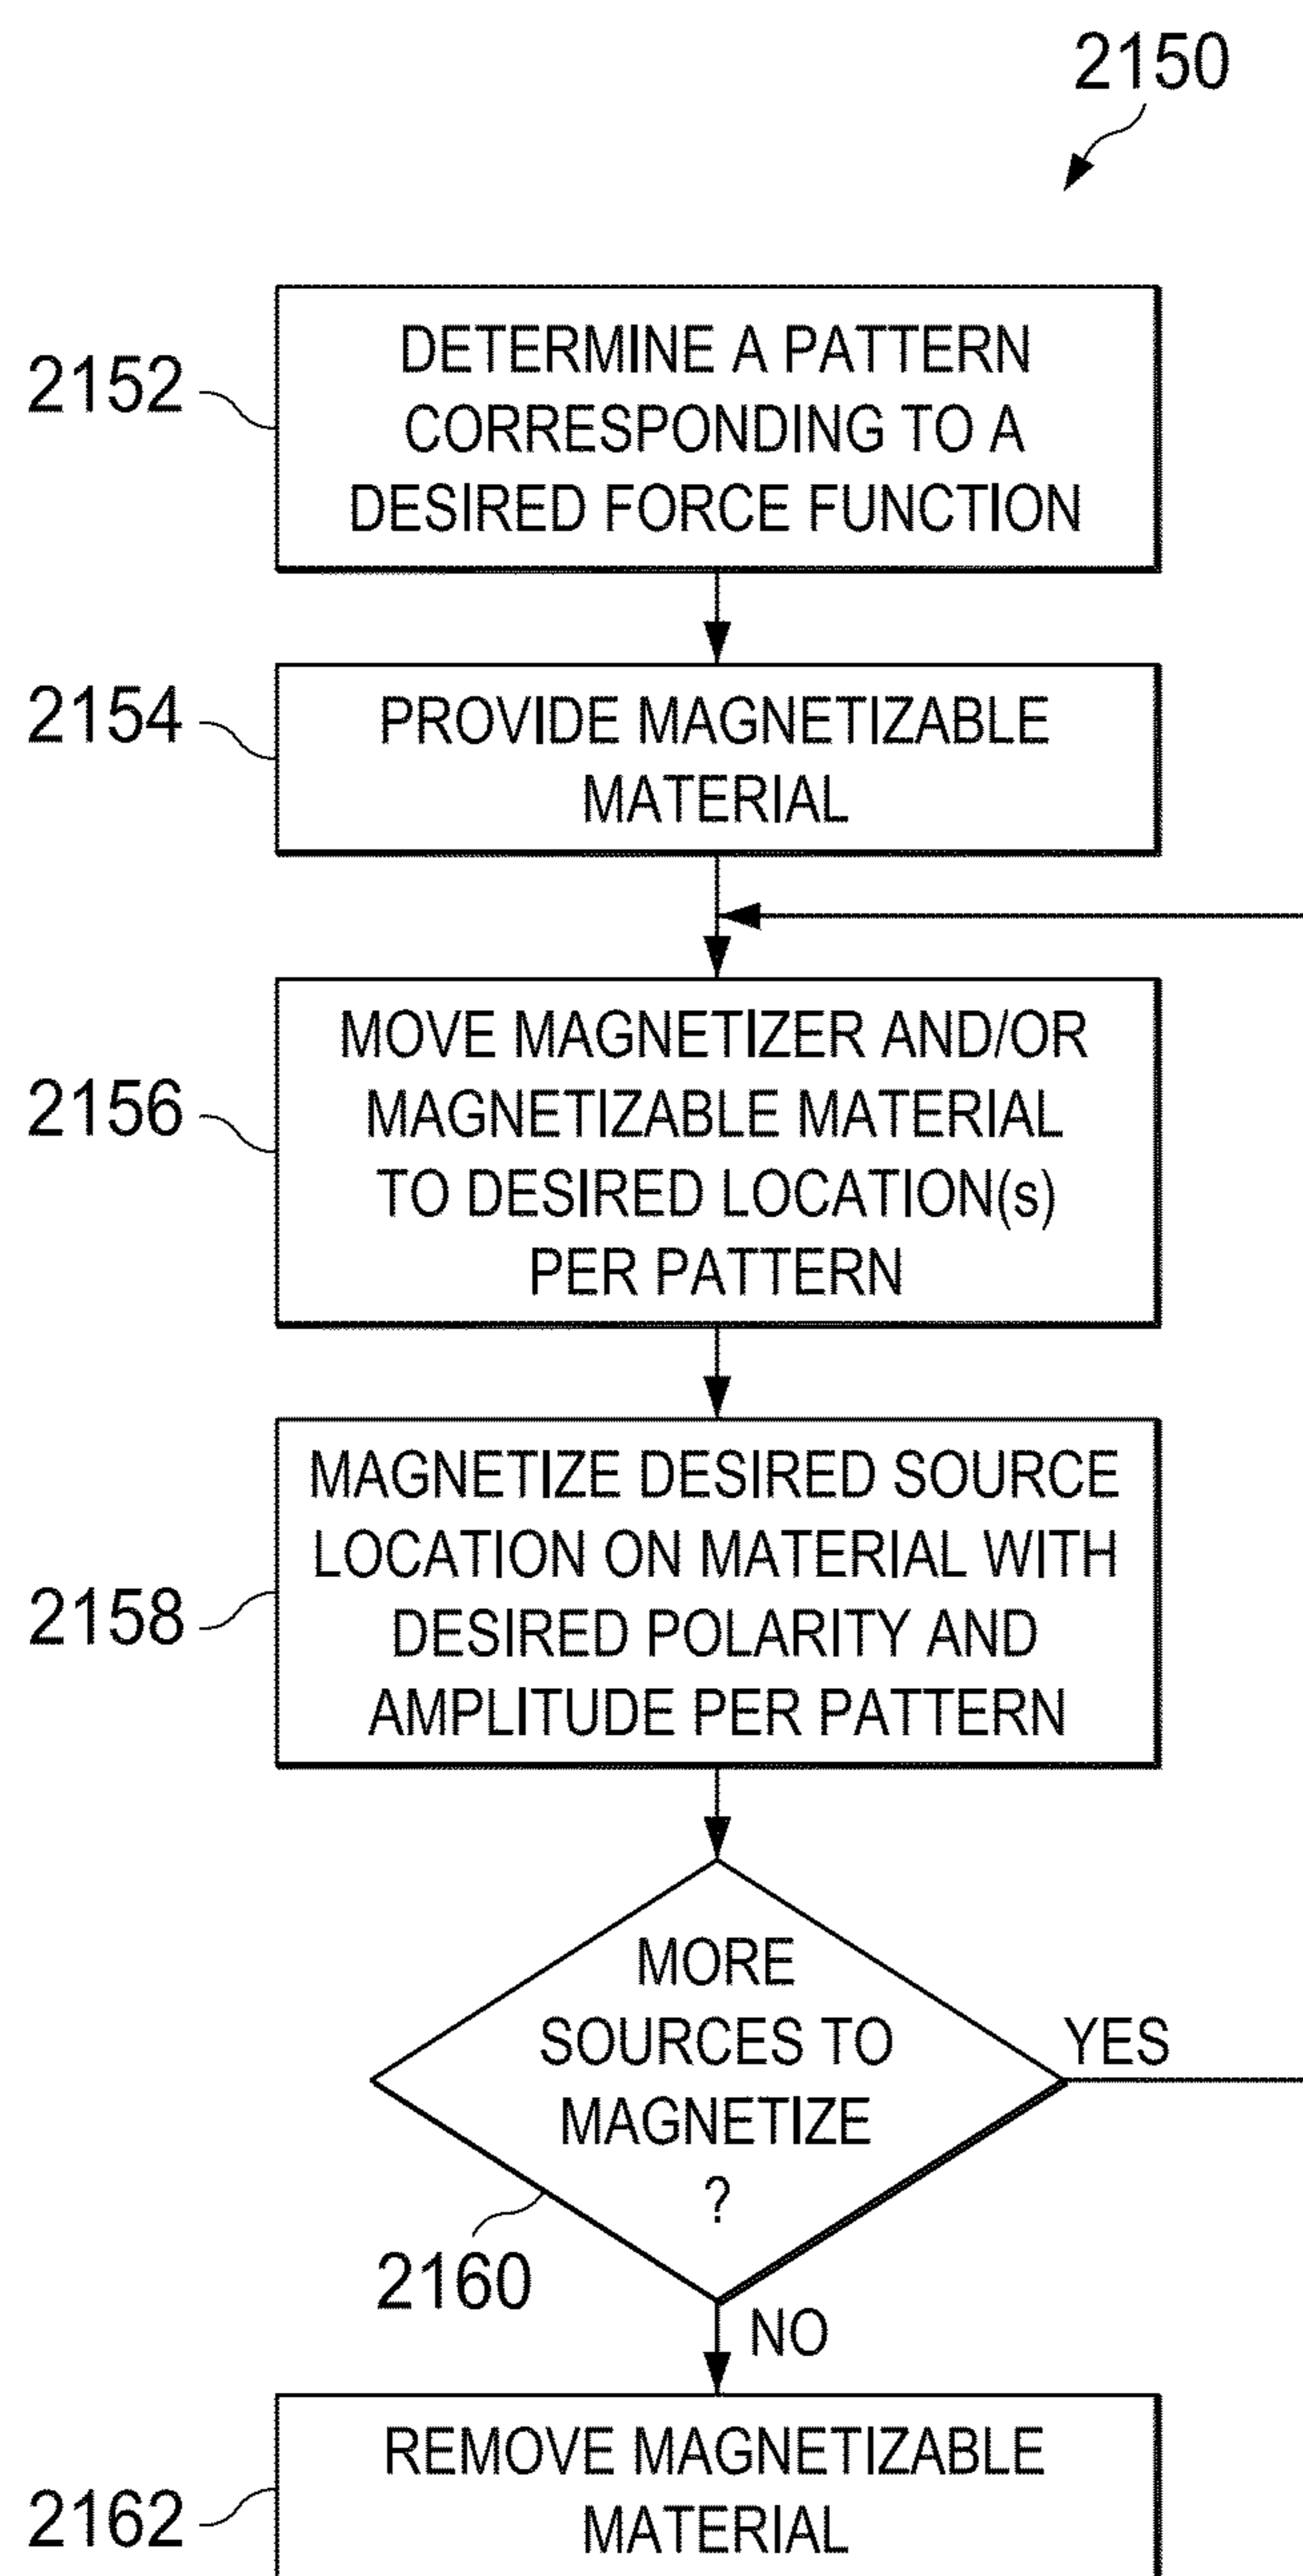 2150
2152
DETERMINE A PATTERN
CORRESPONDING TO A
DESIRED FORCE FUNCTION
2154
PROVIDE MAGNETIZABLE
MATERIAL
2156
MOVE MAGNETIZER AND/OR
MAGNETIZABLE MATERIAL
TO DESIRED LOCATION(s)
PER PATTERN
2158
MAGNETIZE DESIRED SOURCE
LOCATION ON MATERIAL WITH
DESIRED POLARITY AND
AMPLITUDE PER PATTERN
MORE
SOURCES TO
MAGNETIZE
?
YES
2160
NO
2162
REMOVE MAGNETIZABLE
MATERIAL